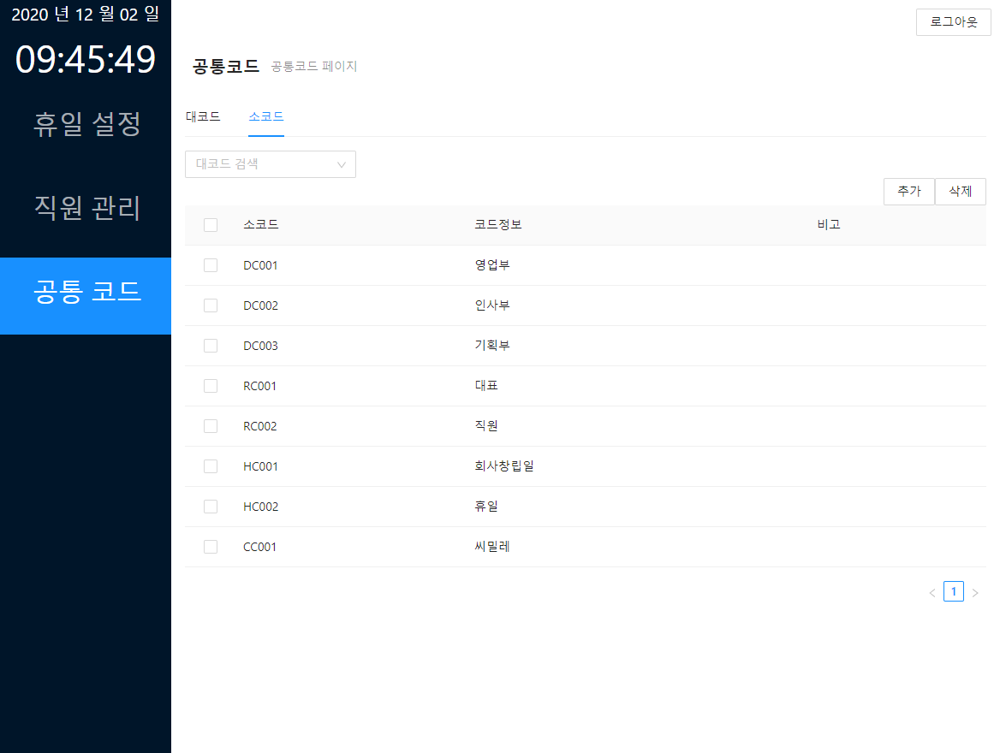 2020 년 12 월 02 일
09:45:49
휴일 설정
직원 관리
공통 코드
로그아웃
공통코드 공통코드 페이지
대코드 소코드
대코드 검색
추가 삭제
소코드 코드정보 비고
DC001 영업부
DC002 인사부
DC003 기획부
RC001 대표
RC002 직원
HC001 회사창립일
HC002 휴일
CC001 씨밀레
< 1 >